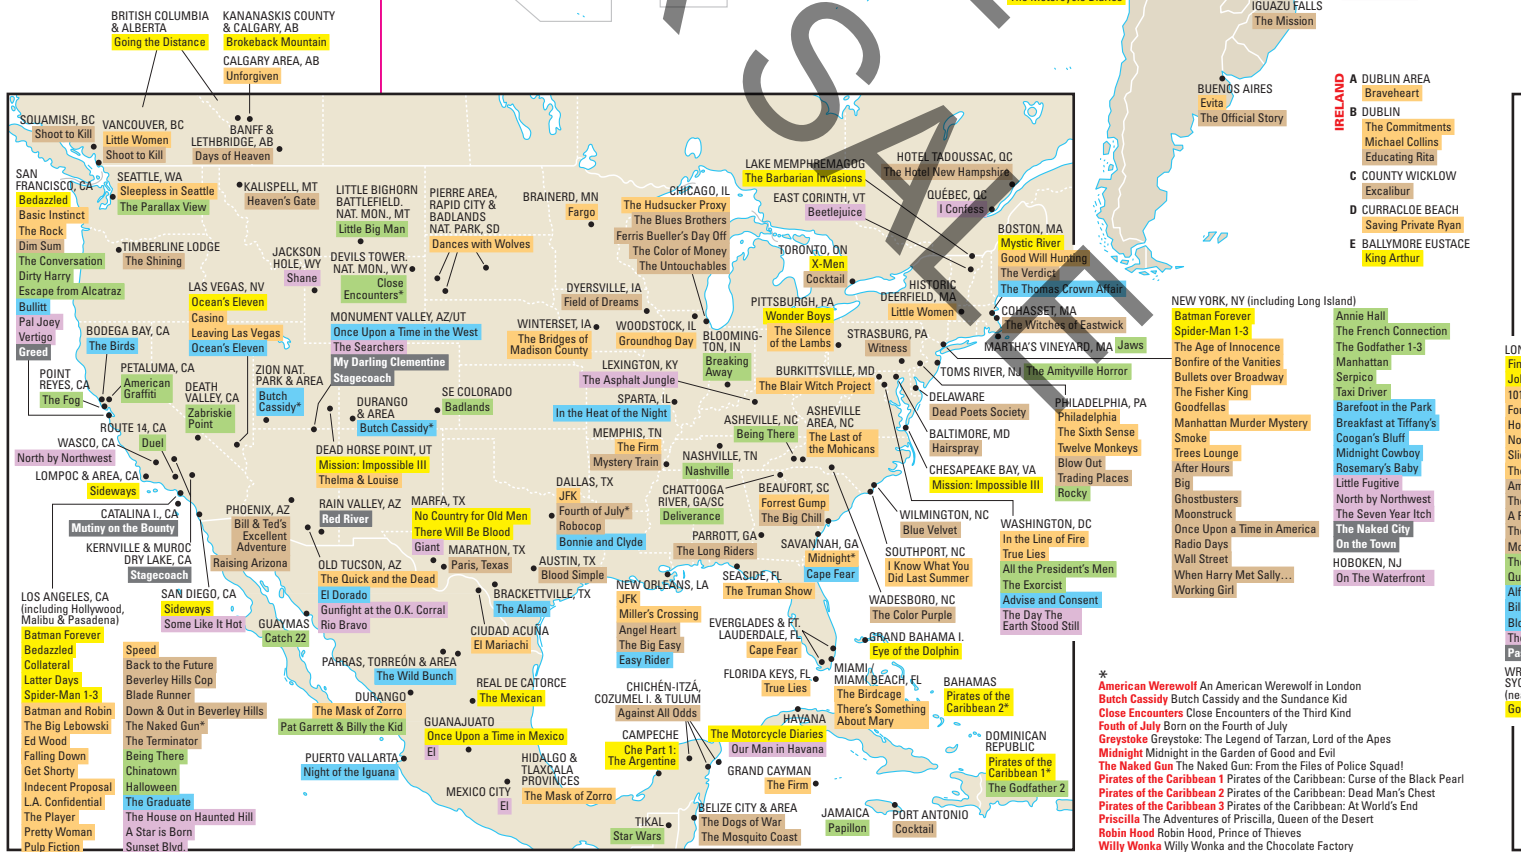 The Motorcycle Diaries
IGUAZU FALLS
The Mission
BRITISH COLUMBIA
& ALBERTA
Going the Distance
KANANASKIS COUNTY
& CALGARY, AB
Brokeback Mountain
CALGARY AREA, AB
Unforgiven
BUENOS AIRES
Evita
The Official Story
IRELAND
A DUBLIN AREA
Braveheart
B DUBLIN
The Commitments
Michael Collins
Educating Rita
C COUNTY WICKLOW
Excalibur
D CURRACLOE BEACH
Saving Private Ryan
E BALLYMORE EUSTACE
King Arthur
SQUAMISH, BC
Shoot to Kill
VANCOUVER, BC
Little Women
Shoot to Kill
BANFF &
LETHBRIDGE, AB
Days of Heaven
SAN
FRANCISCO, CA
Bedazzled
Basic Instinct
The Rock
Dim Sum
The Conversation
Dirty Harry
Escape from Alcatraz
Bullitt
Pal Joey
Vertigo
Greed
SEATTLE, WA
Sleepless in Seattle
The Parallax View
KALISPELL, MT
Heaven's Gate
TIMBERLINE LODGE
The Shining
JACKSON
HOLE, WY
Shane
LITTLE BIGHORN
BATTLEFIELD.
NAT. MON., MT
Little Big Man
DEVILS TOWER.
NAT. MON., WY
Close
Encounters*
PIERRE AREA,
RAPID CITY &
BADLANDS
NAT. PARK, SD
Dances with Wolves
BRAINERD, MN
Fargo
CHICAGO, IL
The Hudsucker Proxy
The Blues Brothers
Ferris Bueller's Day Off
The Color of Money
The Untouchables
LAKE MEMPHREMAGOG
The Barbarian Invasions
EAST CORINTH, VT
Beetlejuice
HOTEL TADOUSSAC, QC
The Hotel New Hampshire
QUÉBEC, QC
I Confess
TORONTO, ON
X-Men
Cocktail
BOSTON, MA
Mystic River
Good Will Hunting
The Verdict
The Thomas Crown Affair
HISTORIC
DEERFIELD, MA
Little Women
COHASSET, MA
The Witches of Eastwick
MARTHA'S VINEYARD, MA Jaws
TOMS RIVER, NJ The Amityville Horror
LAS VEGAS, NV
Ocean's Eleven
Casino
Leaving Las Vegas
Ocean's Eleven
BODEGA BAY, CA
The Birds
PETALUMA, CA
American
Graffiti
POINT
REYES, CA
The Fog
DEATH
VALLEY, CA
Zabriskie
Point
ZION NAT.
PARK & AREA
Butch
Cassidy*
MONUMENT VALLEY, AZ/UT
Once Upon a Time in the West
The Searchers
My Darling Clementine
Stagecoach
DURANGO
& AREA
Butch Cassidy*
SE COLORADO
Badlands
DEAD HORSE POINT, UT
Mission: Impossible III
Thelma & Louise
DYERSVILLE, IA
Field of Dreams
WINTERSET, IA
The Bridges of
Madison County
WOODSTOCK, IL
Groundhog Day
BLOOMING-
TON, IN
Breaking
Away
PITTSBURGH, PA
Wonder Boys
The Silence
of the Lambs
STRASBURG, PA
Witness
LEXINGTON, KY
The Asphalt Jungle
BURKITTSVILLE, MD
The Blair Witch Project
SPARTA, IL
In the Heat of the Night
DELAWARE
Dead Poets Society
BALTIMORE, MD
Hairspray
CHESAPEAKE BAY, VA
Mission: Impossible III
PHILADELPHIA, PA
Philadelphia
The Sixth Sense
Twelve Monkeys
Blow Out
Trading Places
Rocky
NEW YORK, NY (including Long Island)
Batman Forever
Spider-Man 1-3
The Age of Innocence
Bonfire of the Vanities
Bullets over Broadway
The Fisher King
Goodfellas
Manhattan Murder Mystery
Smoke
Trees Lounge
After Hours
Big
Ghostbusters
Moonstruck
Once Upon a Time in America
Radio Days
Wall Street
When Harry Met Sally...
Working Girl
Annie Hall
The French Connection
The Godfather 1-3
Manhattan
Serpico
Taxi Driver
Barefoot in the Park
Breakfast at Tiffany's
Coogan's Bluff
Midnight Cowboy
Rosemary's Baby
Little Fugitive
North by Northwest
The Seven Year Itch
The Naked City
On the Town
HOBOKEN, NJ
On The Waterfront
ROUTE 14, CA
Duel
WASCO, CA
North by Northwest
LOMPOC & AREA, CA
Sideways
CATALINA I., CA
Mutiny on the Bounty
KERNVILLE & MUROC
DRY LAKE, CA
Stagecoach
PHOENIX, AZ
Bill & Ted's
Excellent
Adventure
Raising Arizona
RAIN VALLEY, AZ
Red River
OLD TUCSON, AZ
The Quick and the Dead
El Dorado
Gunfight at the O.K. Corral
Rio Bravo
MARFA, TX
No Country for Old Men
There Will Be Blood
Giant
MARATHON, TX
Paris, Texas
DALLAS, TX
JFK
Fourth of July*
Robocop
Bonnie and Clyde
AUSTIN, TX
Blood Simple
BRACKETTVILLE, TX
The Alamo
CIUDAD ACUÑA
El Mariachi
MEMPHIS, TN
The Firm
Mystery Train
NASHVILLE, TN
Nashville
ASHEVILLE, NC
Being There
ASHEVILLE
AREA, NC
The Last of
the Mohicans
CHATTOOGA
RIVER, GA/SC
Deliverance
BEAUFORT, SC
Forrest Gump
The Big Chill
PARROTT, GA
The Long Riders
SAVANNAH, GA
Midnight*
Cape Fear
WILMINGTON, NC
Blue Velvet
SOUTHPORT, NC
I Know What You
Did Last Summer
WADESBORO, NC
The Color Purple
WASHINGTON, DC
In the Line of Fire
True Lies
All the President's Men
The Exorcist
Advise and Consent
The Day The
Earth Stood Still
NEW ORLEANS, LA
JFK
Miller's Crossing
Angel Heart
The Big Easy
Easy Rider
SEASIDE, FL
The Truman Show
EVERGLADES & FT.
LAUDERDALE, FL
Cape Fear
FLORIDA KEYS, FL
True Lies
MIAMI /
MIAMI BEACH, FL
The Birdcage
There's Something
About Mary
GRAND BAHAMA I.
Eye of the Dolphin
BAHAMAS
Pirates of the
Caribbean 2*
LOS ANGELES, CA
(including Hollywood,
Malibu & Pasadena)
Batman Forever
Bedazzled
Collateral
Latter Days
Spider-Man 1-3
Batman and Robin
The Big Lebowski
Ed Wood
Falling Down
Get Shorty
Indecent Proposal
L.A. Confidential
The Player
Pretty Woman
Pulp Fiction
Speed
Back to the Future
Beverley Hills Cop
Blade Runner
Down & Out in Beverley Hills
The Naked Gun*
The Terminator
Being There
Chinatown
Halloween
The Graduate
The House on Haunted Hill
A Star is Born
Sunset Blvd.
SAN DIEGO, CA
Sideways
Some Like It Hot
GUAYMAS
Catch 22
PARRAS, TORREÓN & AREA
The Wild Bunch
DURANGO
The Mask of Zorro
Pat Garrett & Billy the Kid
REAL DE CATORCE
The Mexican
GUANAJUATO
Once Upon a Time in Mexico
El
PUERTO VALLARTA
Night of the Iguana
MEXICO CITY
El
HIDALGO &
TLAXCALA
PROVINCES
The Mask of Zorro
CHICHÉN-ITZÁ,
COZUMEL I. & TULUM
Against All Odds
CAMPECHE
Che Part 1:
The Argentine
HAVANA
The Motorcycle Diaries
Our Man in Havana
GRAND CAYMAN
The Firm
TIKAL
Star Wars
BELIZE CITY & AREA
The Dogs of War
The Mosquito Coast
JAMAICA
Papillon
PORT ANTONIO
Cocktail
DOMINICAN
REPUBLIC
Pirates of the
Caribbean 1*
The Godfather 2
*
American Werewolf An American Werewolf in London
Butch Cassidy Butch Cassidy and the Sundance Kid
Close Encounters Close Encounters of the Third Kind
Fouth of July Born on the Fourth of July
Greystoke Greystoke: The Legend of Tarzan, Lord of the Apes
Midnight Midnight in the Garden of Good and Evil
The Naked Gun The Naked Gun: From the Files of Police Squad!
Pirates of the Caribbean 1 Pirates of the Caribbean: Curse of the Black Pearl
Pirates of the Caribbean 2 Pirates of the Caribbean: Dead Man's Chest
Pirates of the Caribbean 3 Pirates of the Caribbean: At World's End
Priscilla The Adventures of Priscilla, Queen of the Desert
Robin Hood Robin Hood, Prince of Thieves
Willy Wonka Willy Wonka and the Chocolate Factory